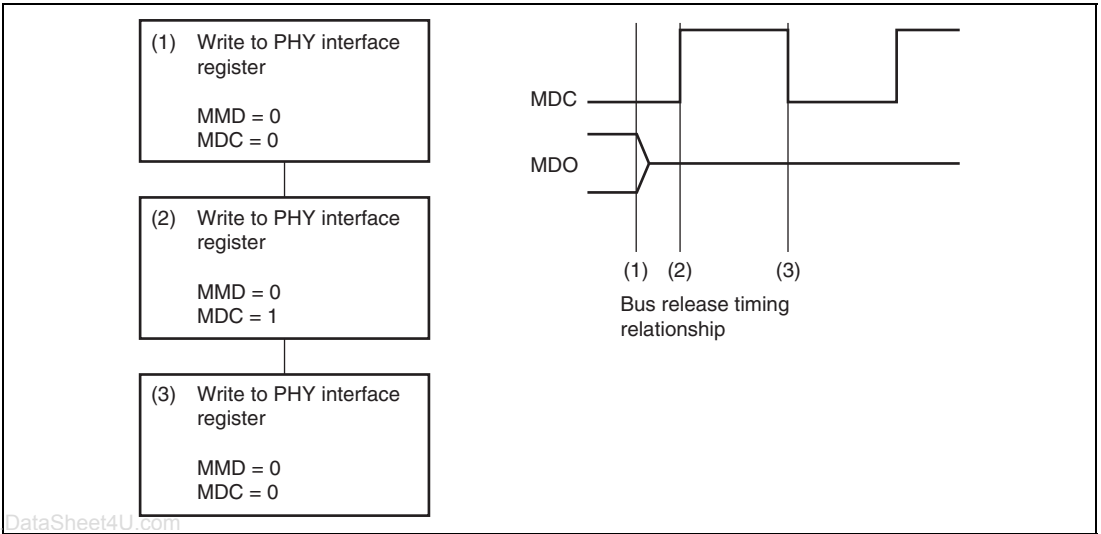 (1) Write to PHY interface
register
MMD = 0
MDC = 0
(2) Write to PHY interface
register
MMD = 0
MDC = 1
(3) Write to PHY interface
register
MMD = 0
MDC = 0
MDC
MDO
(1) (2) (3)
Bus release timing
relationship
DataSheet4U.com